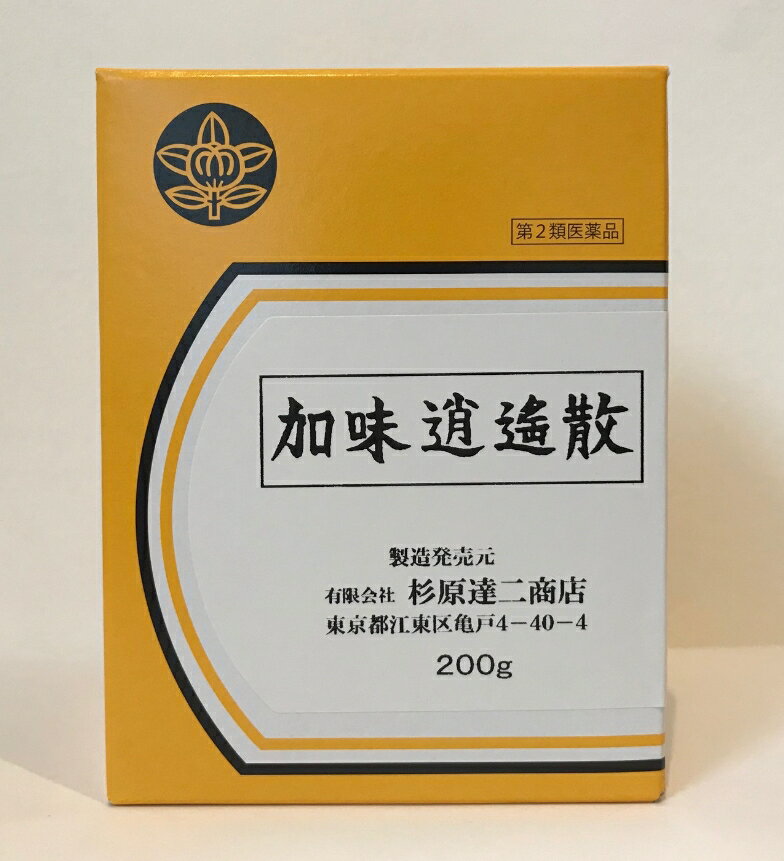 第2類医薬品
加味逍遙散
製造発売元
有限会社 杉原達二商店
東京都江東区亀戸4-40-4
200g